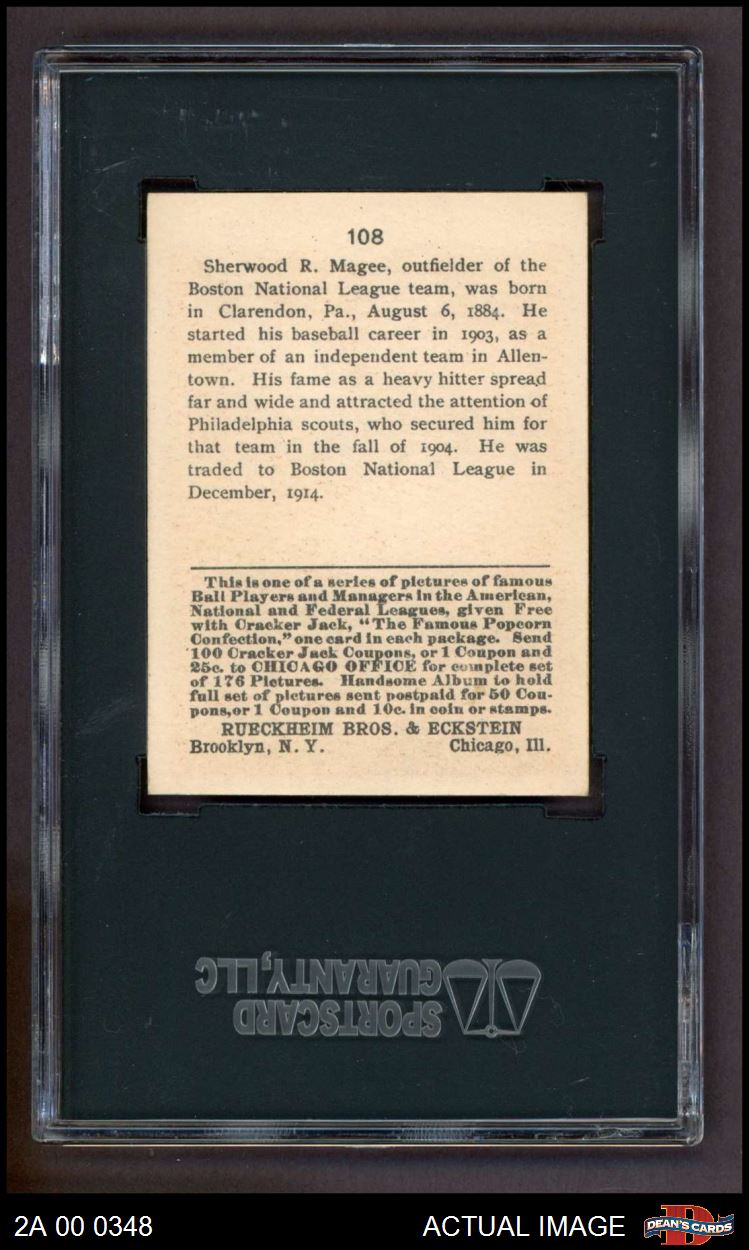 108
Sherwood R. Magee, outfielder of the
Boston National League team, was born
in Clarendon, Pa., August 6, 1884. He
started his baseball career in 1903, as a
member of an independent team in Allen-
town. His fame as a heavy hitter spread
far and wide and attracted the attention of
Philadelphia scouts, who secured him for
that team in the fall of 1904. He was
traded to Boston National League in
December, 1914.
This is one of a series of pictures of famous
Ball Players and Managers in the American,
National and Federal Leagues, given Free
with Cracker Jack, “The Famous Popcorn
Confection,” one card in each package. Send
100 Cracker Jack Coupons, or 1 Coupon and
25c. to CHICAGO OFFICE for complete set
of 176 Pictures. Handsome Album to hold
full set of pictures sent postpaid for 50 Cou-
pons, or 1 Coupon and 10c. in coin or stamps.
RUECKHEIM BROS. & ECKSTEIN
Brooklyn, N. Y. Chicago, Ill.
SPORTSCARD
GUARANTY, LLC
2A 00 0348 ACTUAL IMAGE DEAN'S CARDS